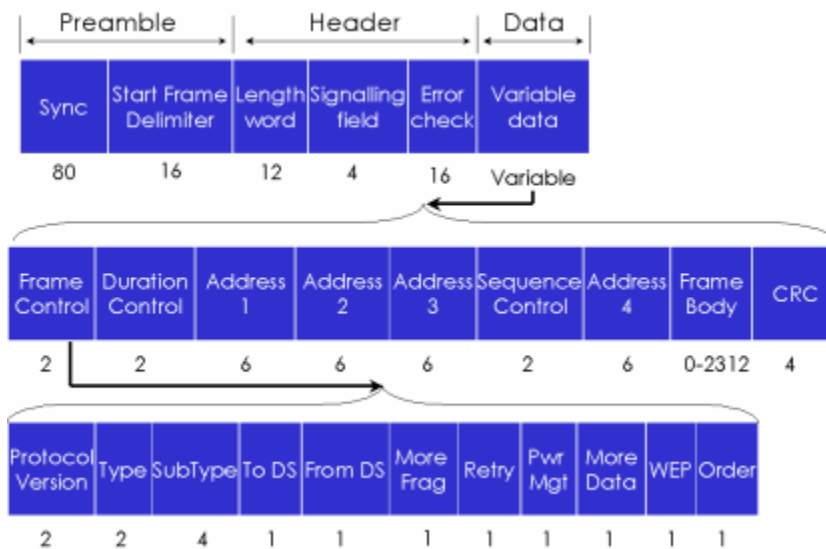 Preamble Header Data
Sync Start Frame Delimiter Length word Signalling field Error check Variable data
80 16 12 4 16 Variable
Frame Control Duration Control Address 1 Address 2 Address 3 Sequence Control Address 4 Frame Body CRC
2 2 6 6 6 2 6 0-2312 4
Protocol Version Type SubType To DS From DS More Frag Retry Pwr Mgt More Data WEP Order
2 2 4 1 1 1 1 1 1 1 1